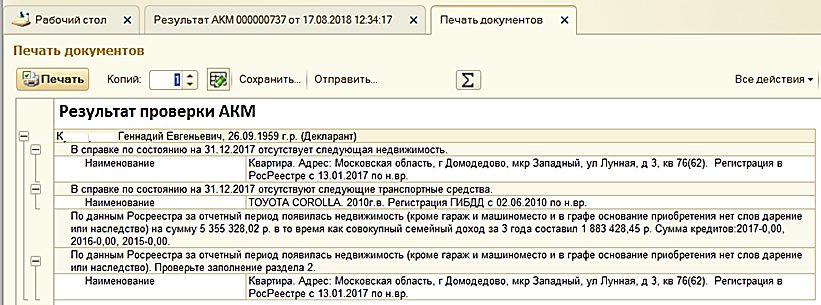 Рабочий стол
Результат АКМ 000000737 от 17.08.2018 12:34:17
Печать документов
Печать документов
Печать
Копий: 1
Сохранить...
Отправить...
Σ
Все действия
Результат проверки АКМ
Геннадий Евгеньевич, 26.09.1959 г.р. (Декларант)
В справке по состоянию на 31.12.2017 отсутствует следующая недвижимость.
Наименование
Квартира. Адрес: Московская область, г Домодедово, мкр Западный, ул Лунная, д 3, кв 76(62). Регистрация в
РосРеестре с 13.01.2017 по н.вр.
В справке по состоянию на 31.12.2017 отсутствуют следующие транспортные средства.
Наименование
TOYOTA COROLLA. 2010г.в. Регистрация ГИБДД с 02.06.2010 по н.вр.
По данным Росреестра за отчетный период появилась недвижимость (кроме гараж и машиноместо и в графе основание приобретения нет слов дарение
или наследство) на сумму 5 355 328,02 р. в то время как совокупный семейный доход за 3 года составил 1 883 428,45 р. Сумма кредитов:2017-0,00,
2016-0,00, 2015-0,00.
По данным Росреестра за отчетный период появилась недвижимость (кроме гараж и машиноместо и в графе основание приобретения нет слов дарение
или наследство). Проверьте заполнение раздела 2.
Наименование
Квартира. Адрес: Московская область, г Домодедово, мкр Западный, ул Лунная, д 3, кв 76(62). Регистрация в
РосРеестре с 13.01.2017 по н.вр.